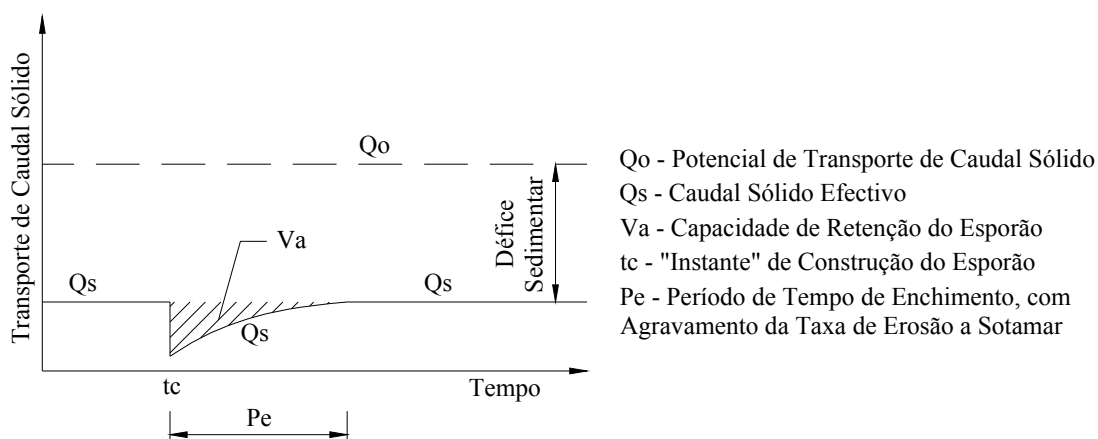 Transporte de Caudal Sólido
Qo
Va
Défice
Sedimentar
Qs
Qs
Qs
tc
Tempo
Pe
Qo - Potencial de Transporte de Caudal Sólido
Qs - Caudal Sólido Efectivo
Va - Capacidade de Retenção do Esporão
tc - "Instante" de Construção do Esporão
Pe - Período de Tempo de Enchimento, com
Agravamento da Taxa de Erosão a Sotamar